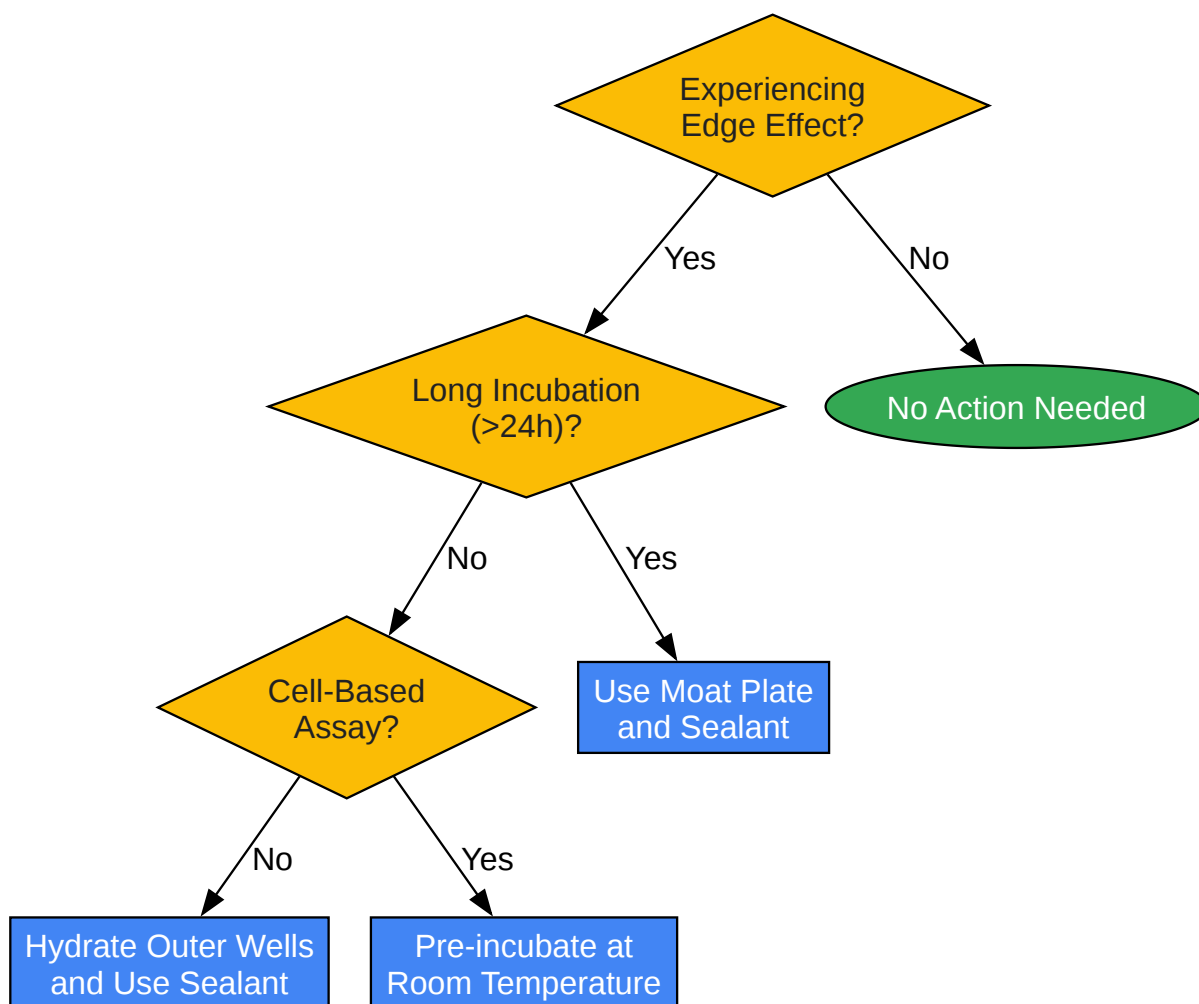 Experiencing
Edge Effect?
Yes
No
Long Incubation
(>24h)?
No Action Needed
No
Yes
Cell-Based
Assay?
Use Moat Plate
and Sealant
No
Yes
Hydrate Outer Wells
and Use Sealant
Pre-incubate at
Room Temperature